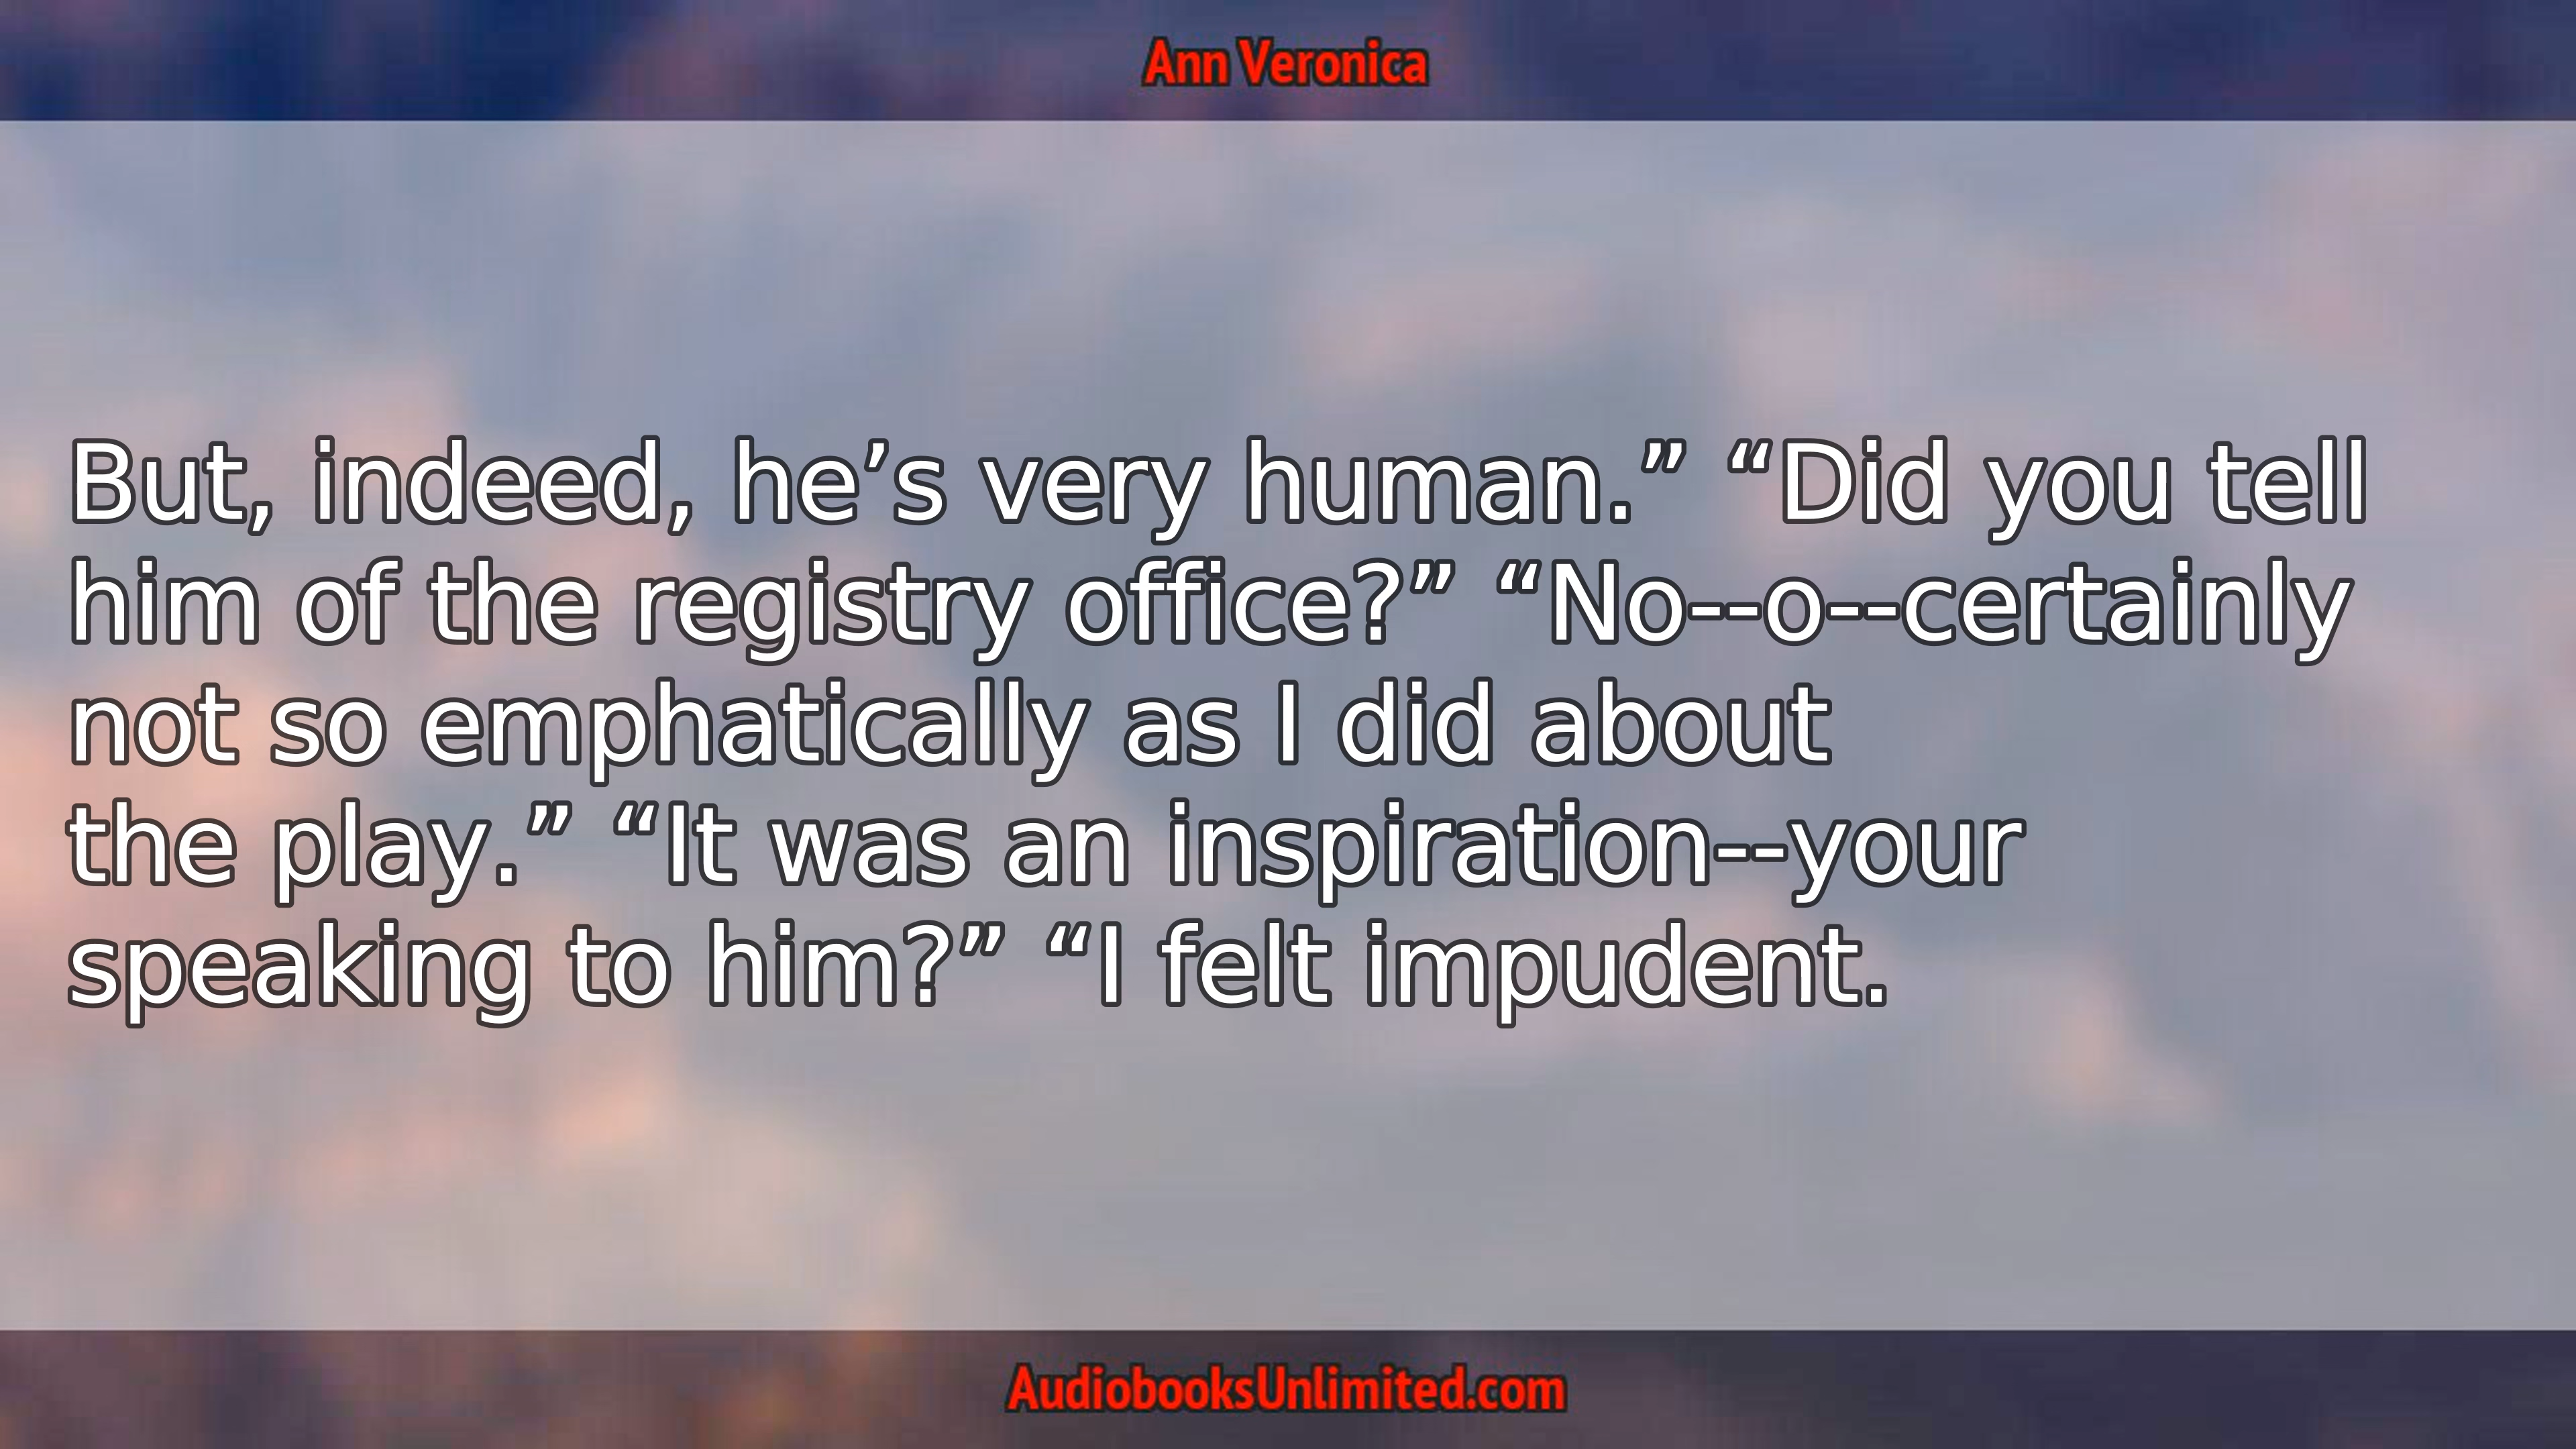 Ann Veronica
But, indeed, he’s very human.” “Did you tell
him of the registry office?” “No--o--certainly
not so emphatically as I did about
the play.” “It was an inspiration--your
speaking to him?” “I felt impudent.
AudiobooksUnlimited.com